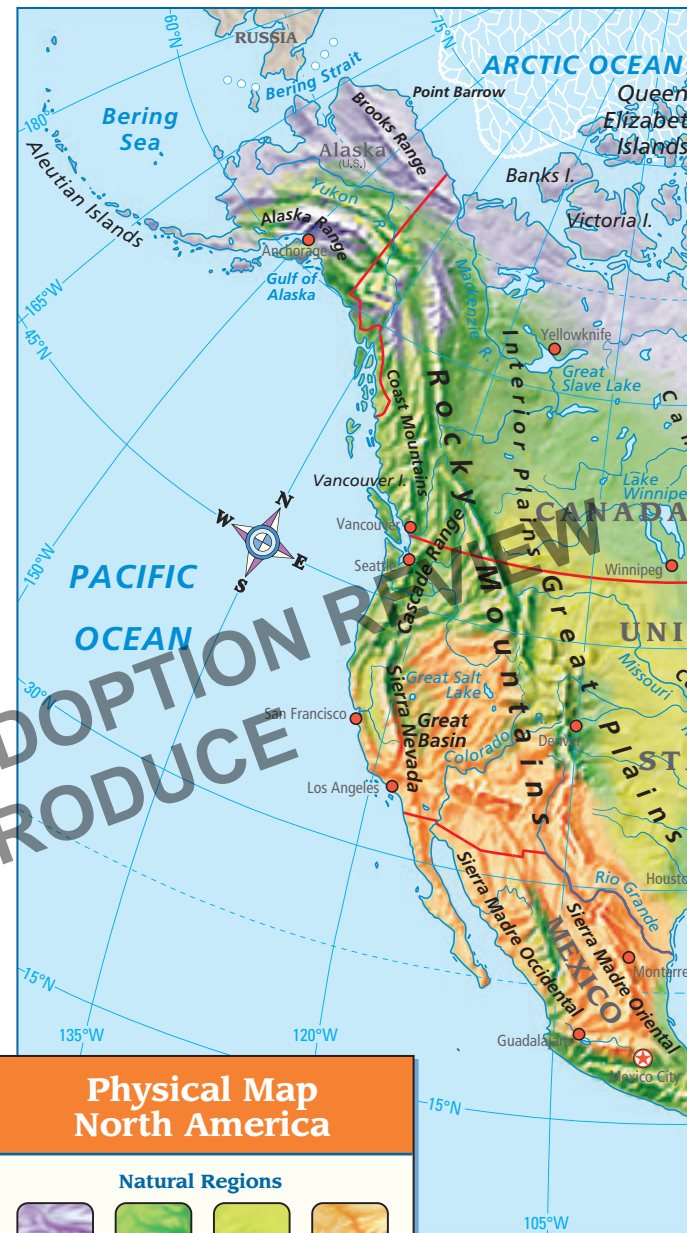 60°N
75°N
RUSSIA
Bering Strait
ARCTIC OCEAN
Bering
Sea
Point Barrow
Queen
Elizabet
Islands
180°
Brooks Range
Alaska
(U.S.)
Aleutian Islands
Banks I.
Yukon
R.
Victoria I.
Alaska Range
Anchorage
Gulf of
Alaska
Mackenzie R.
165°W
45°N
Yellowknife
Great
Slave Lake
Interior Plains
Rocky Mountains
Coast Mountains
C a
Vancouver I.
Lake
Winnipe
CANADA
N
W
E
S
Vancouver
Seattle
Cascade Range
Winnipeg
150°W
PACIFIC
OCEAN
Great Plains
UNI
Missouri
DOPTION REVIEW
RODUCE
30°N
Great Salt
Lake
San Francisco
Sierra Nevada
Great
Basin
Colorado
R.
Denver
ST
Los Angeles
Houst
Rio Grande
Sierra Madre Occidental
Sierra Madre Oriental
MEXICO
Monterre
15°N
Guadalajara
Mexico City
135°W
120°W
15°N
105°W
Physical Map
North America
Natural Regions